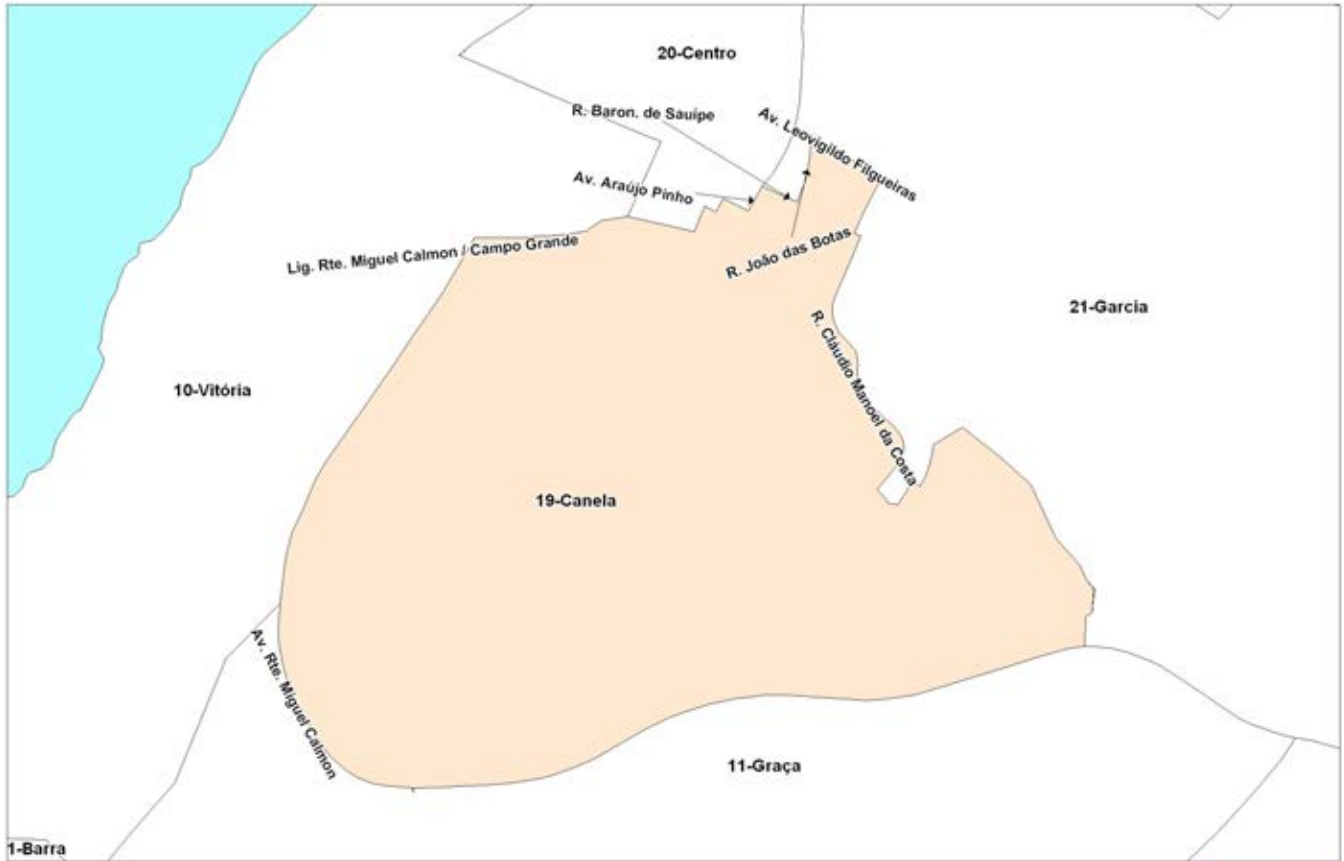 20-Centro
R. Baron. de Sauipe
Av. Leovigildo Filgueiras
Av. Araújo Pinho
Lig. Rte. Miguel Calmon / Campo Grande
R. João das Botas
21-Garcia
R. Cláudio Manoel da Costa
10-Vitória
19-Canela
Av. Rte. Miguel Calmon
11-Graça
1-Barra